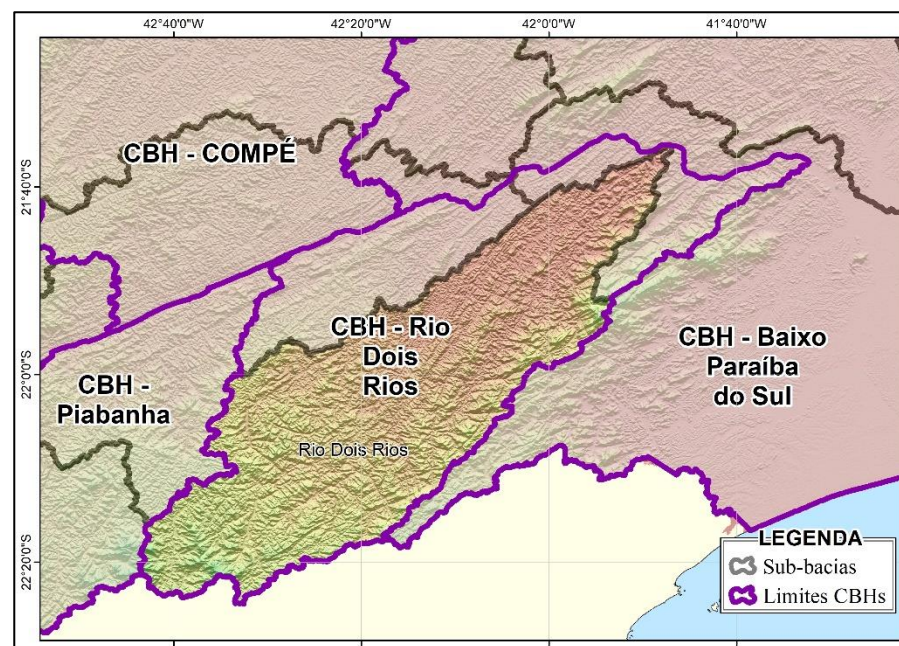 42°40'0"W
42°20'0"W
42°00'0"W
41°40'0"W
CBH - COMPÉ
21°40'0"S
CBH - Rio
Dois
Rios
CBH - Baixo
Paraíba
do Sul
22°00'0"S
CBH -
Piabanha
Rio Dois Rios
22°20'0"S
LEGENDA
Sub-bacias
Limites CBHs